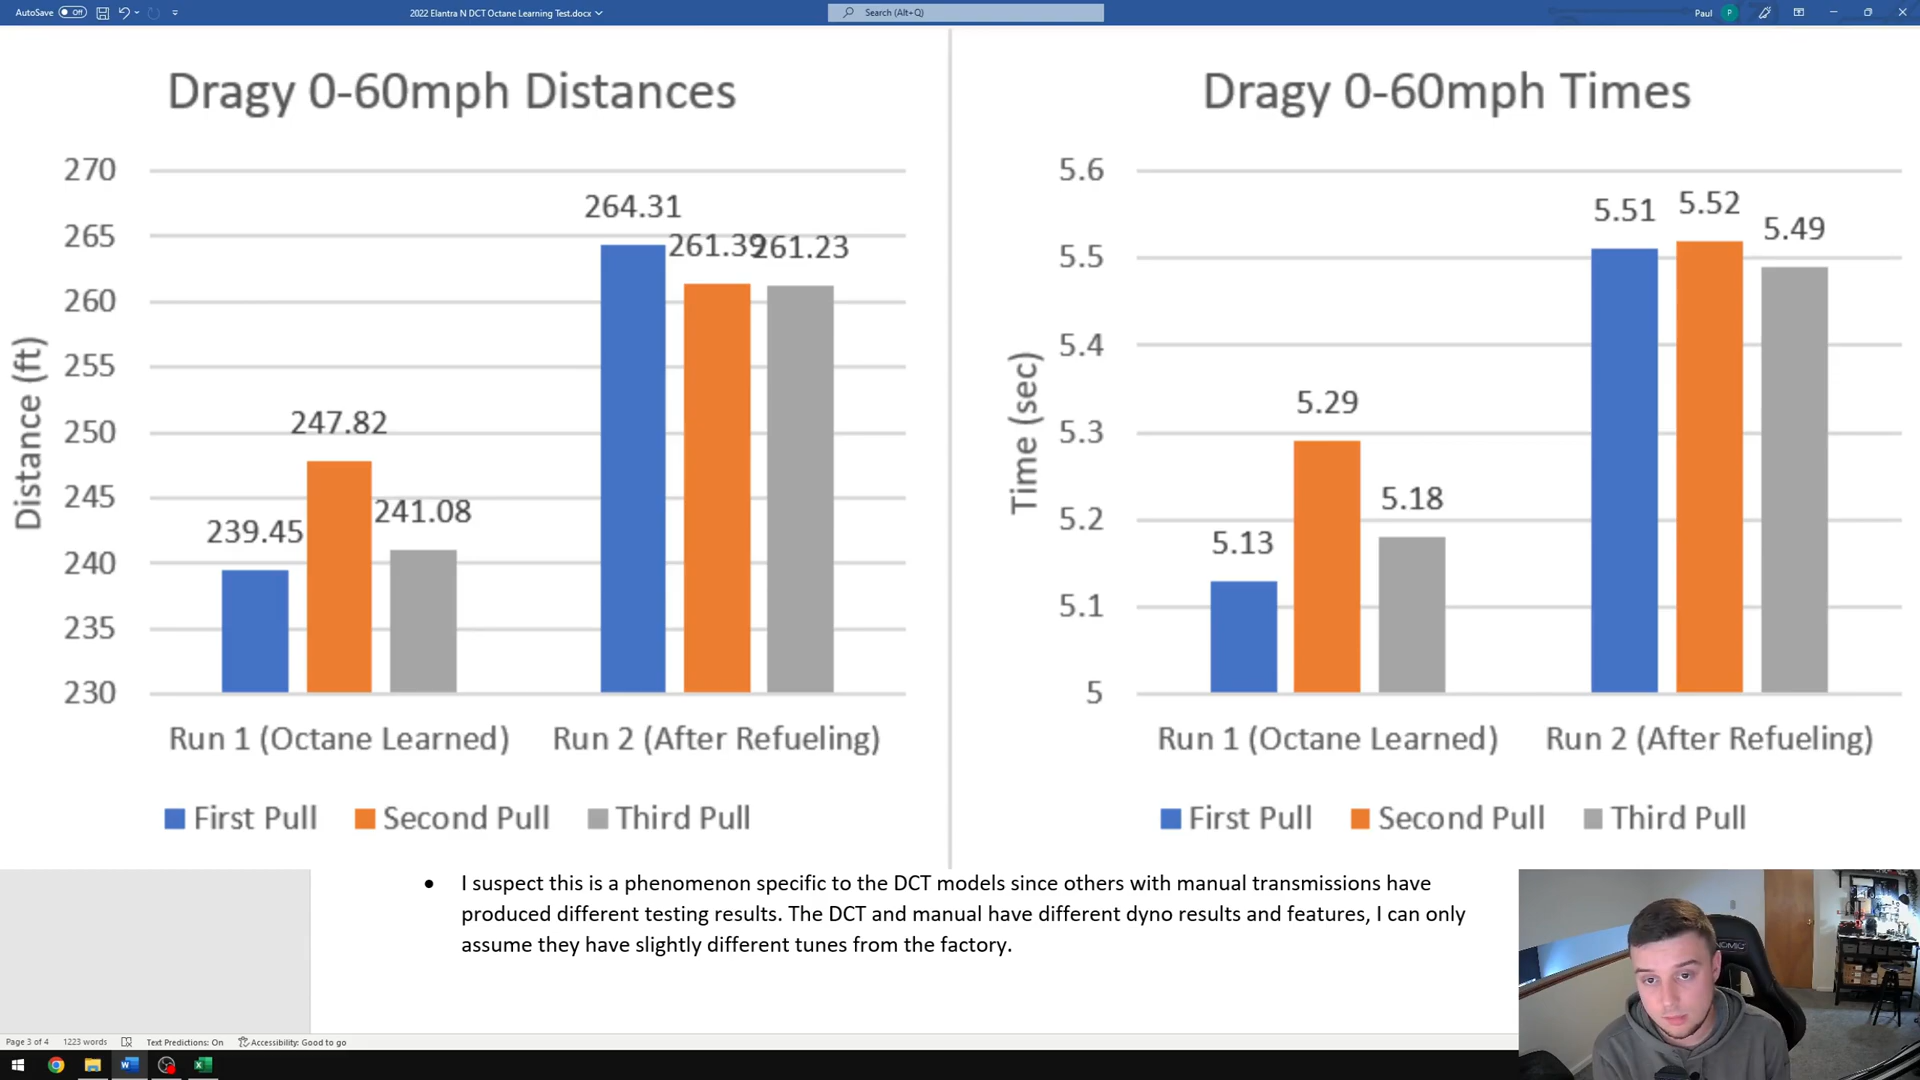 AutoSave Off
2022 Elantra N DCT Octane Learning Test.docx
Search (Alt+Q)
Paul P
Dragy 0-60mph Distances
270
265
260
255
250
245
240
235
230
Distance (ft)
239.45
247.82
241.08
264.31
261.39
261.23
Run 1 (Octane Learned)
Run 2 (After Refueling)
First Pull
Second Pull
Third Pull
Dragy 0-60mph Times
5.6
5.5
5.4
5.3
5.2
5.1
5
Time (sec)
5.13
5.29
5.18
5.51
5.52
5.49
Run 1 (Octane Learned)
Run 2 (After Refueling)
First Pull
Second Pull
Third Pull
• I suspect this is a phenomenon specific to the DCT models since others with manual transmissions have
produced different testing results. The DCT and manual have different dyno results and features, I can only
assume they have slightly different tunes from the factory.
Page 3 of 4
1223 words
Text Predictions: On
Accessibility: Good to go